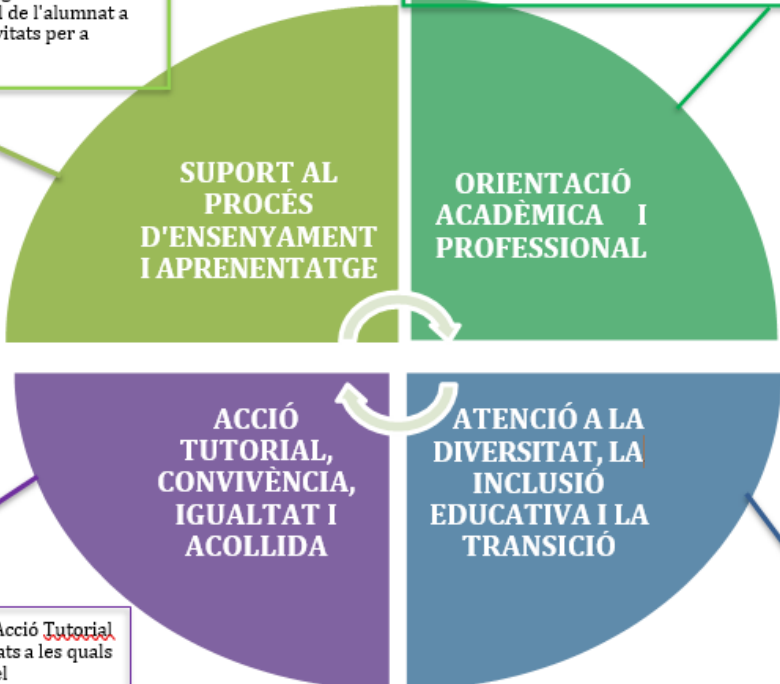 l de l'alumnat a
vitats per a
SUPORT AL
PROCÉS
D'ENSENYAMENT
I APRENENTATGE
ORIENTACIÓ
ACADÈMICA I
PROFESSIONAL
ACCIÓ
TUTORIAL,
CONVIVÈNCIA,
IGUALTAT I
ACOLLIDA
ATENCIÓ A LA
DIVERSITAT, LA
INCLUSIÓ
EDUCATIVA I LA
TRANSICIÓ
Acció Tutorial
ats a les quals
el